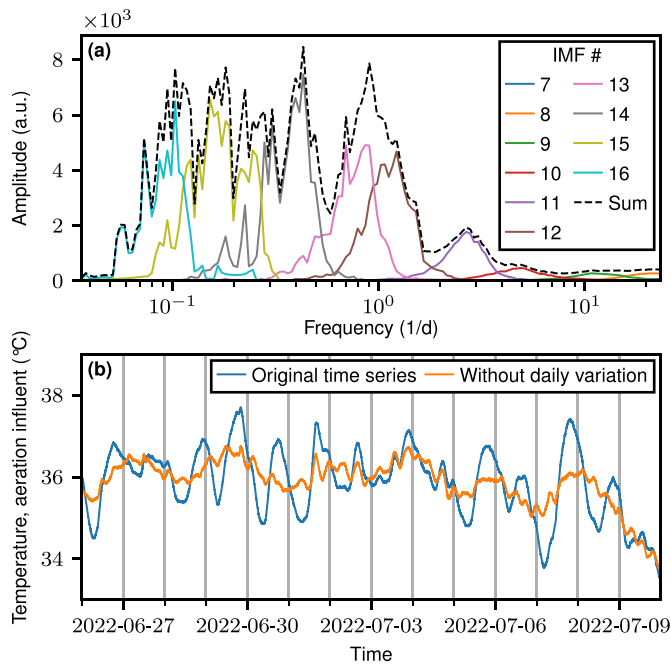 ×10³
(a)
Amplitude (a.u.)
8
6
4
2
0
IMF #
7 13
8 14
9 15
10 16
11 Sum
12
10⁻¹ 10⁰ 10¹
Frequency (1/d)
(b)
Original time series Without daily variation
Temperature, aeration influent (°C)
38
36
34
2022-06-27 2022-06-30 2022-07-03 2022-07-06 2022-07-09
Time